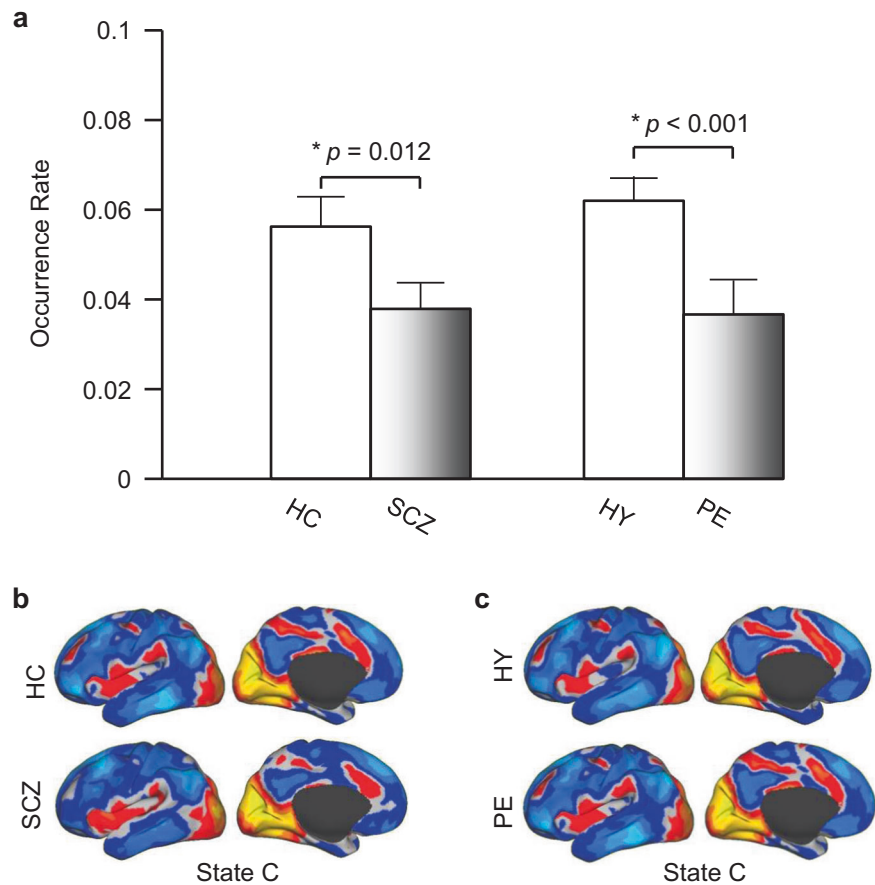 a
0.1
0.08
0.06
0.04
0.02
0
Occurrence Rate
* p = 0.012
* p < 0.001
HC
SCZ
HY
PE
b
HC
SCZ
State C
c
HY
PE
State C